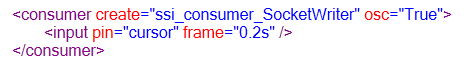 <consumer create="ssi_consumer_SocketWriter" osc="True">
<input pin="cursor" frame="0.2s" />
</consumer>